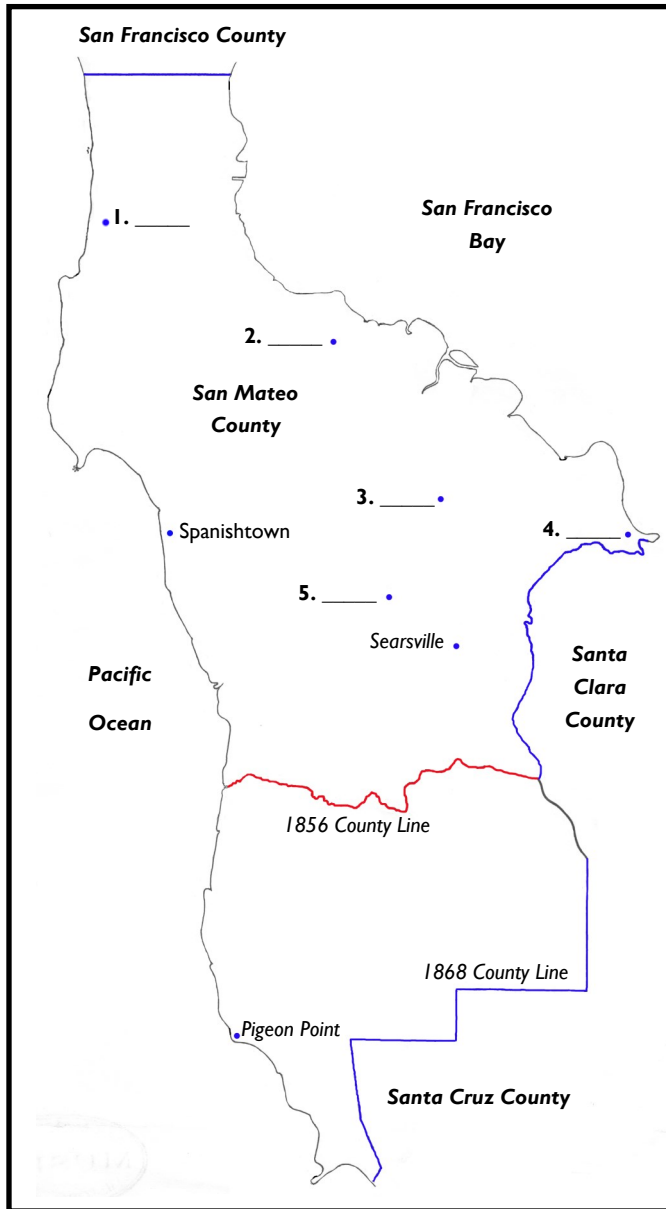 San Francisco County
1. _____
San Francisco
Bay
2. _____
San Mateo
County
3. _____
Spanishtown
4. _____
5. _____
Searsville
Pacific
Ocean
Santa
Clara
County
1856 County Line
1868 County Line
Pigeon Point
Santa Cruz County